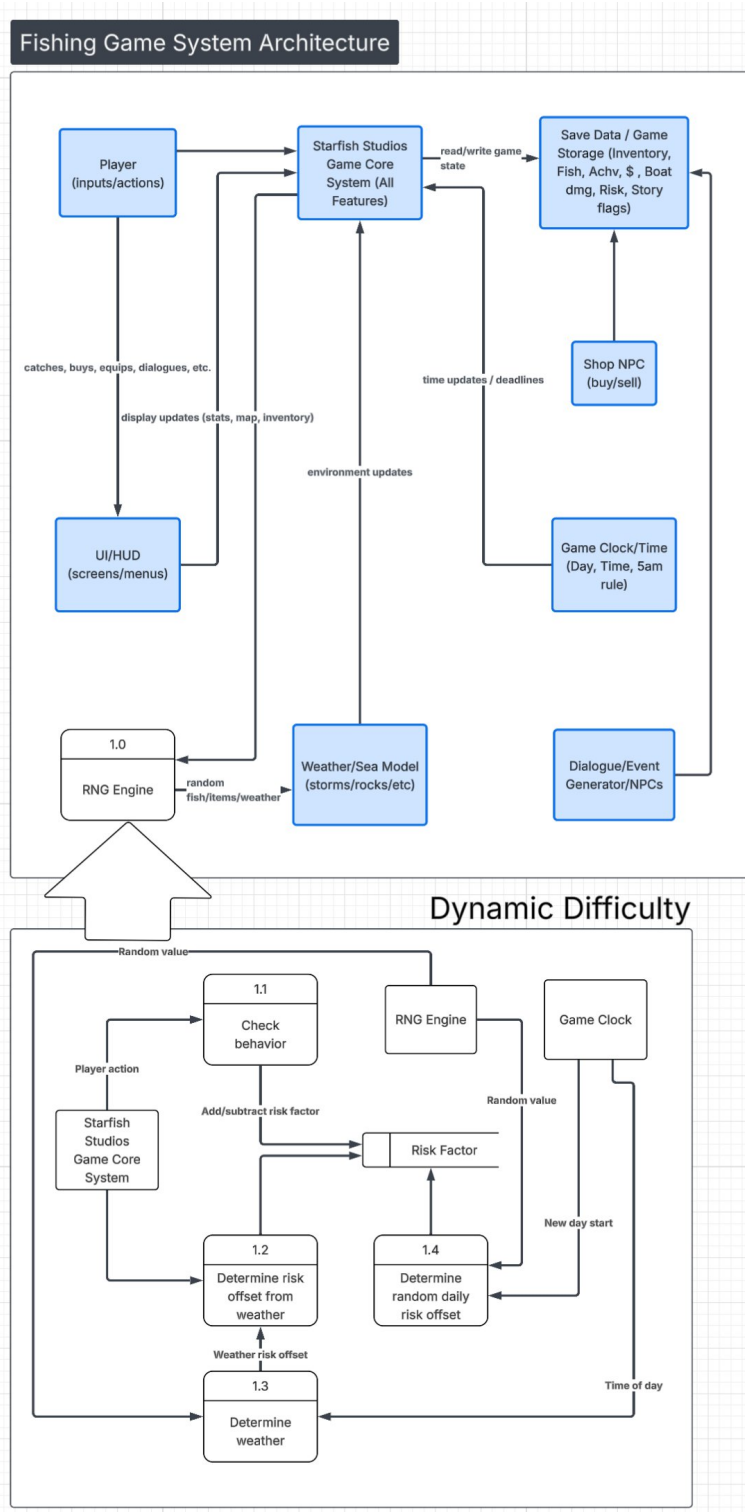 Fishing Game System Architecture
Player
(inputs/actions)
Starfish Studios
Game Core
System (All
Features)
read/write game
state
Save Data / Game
Storage (Inventory,
Fish, Achv, $ , Boat
dmg, Risk, Story
flags)
Shop NPC
(buy/sell)
catches, buys, equips, dialogues, etc.
time updates / deadlines
display updates (stats, map, inventory)
environment updates
UI/HUD
(screens/menus)
Game Clock/Time
(Day, Time, 5am
rule)
1.0
RNG Engine
random
fish/items/weather
Weather/Sea Model
(storms/rocks/etc)
Dialogue/Event
Generator/NPCs
Dynamic Difficulty
Random value
1.1
Check
behavior
RNG Engine
Game Clock
Player action
Random value
Add/subtract risk factor
Starfish
Studios
Game Core
System
Risk Factor
New day start
1.2
Determine risk
offset from
weather
1.4
Determine
random daily
risk offset
Weather risk offset
1.3
Determine
weather
Time of day